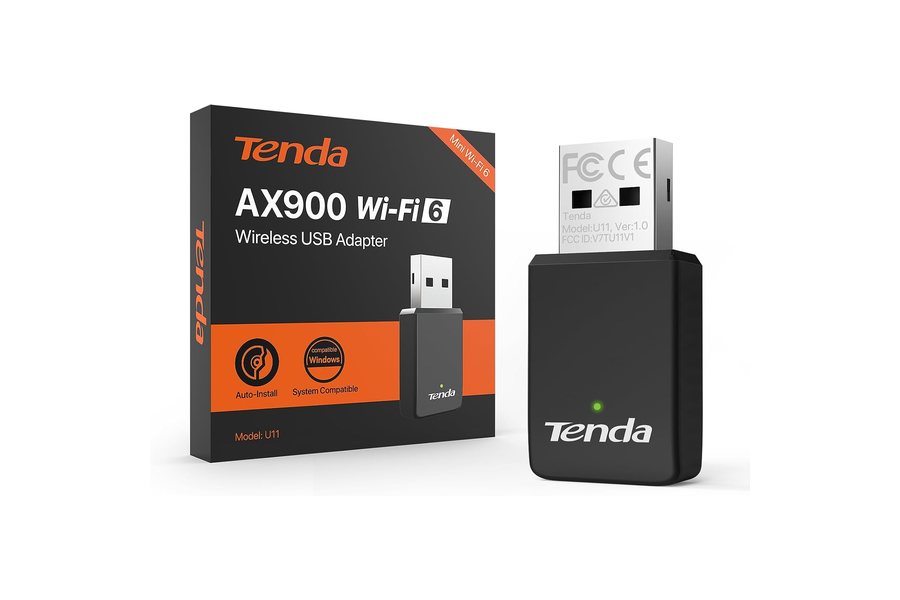 Tenda
Mini Wi-Fi 6
AX900 Wi-Fi 6
Wireless USB Adapter
Tenda
compatible
Windows
Auto-Install
System Compatible
Tenda
Model: U11
FC CE
Tenda
Model:U11, Ver:1.0
FCC ID:V7TU11V1
Tenda